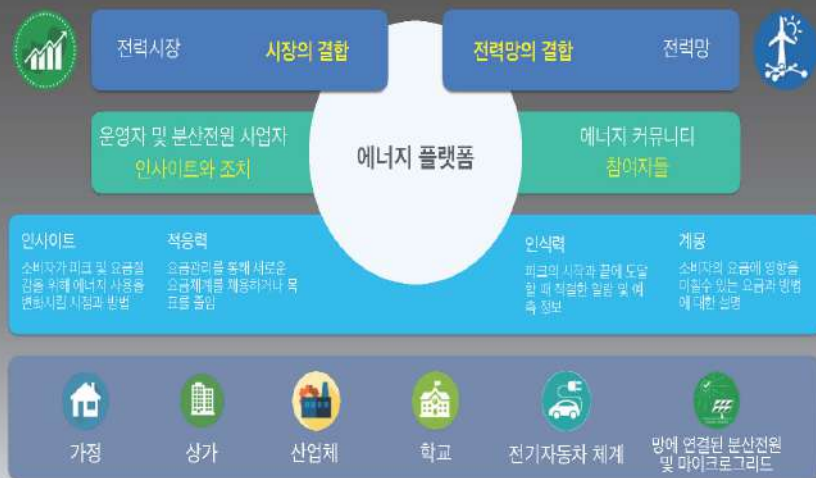 전력시장
시장의 결합
전력망의 결합
전력망
운영자 및 분산전원 사업자
인사이트와 조치
에너지 플랫폼
에너지 커뮤니티
참여자들
인사이트
소비자가 피크 및 요금절
감을 위해 에너지 사용을
변화시킬 시점과 방법
적응력
요금관리를 통해 새로운
요금체계를 채용하거나 목
표를 줄임
인식력
피크의 시작과 끝에 도달
할 때 적절한 알람 및 예
측 정보
계몽
소비자의 요금에 영향을
미칠수 있는 요금과 방법
에 대한 설명
가정
상가
산업체
학교
전기자동차 체계
망에 연결된 분산전원
및 마이크로그리드